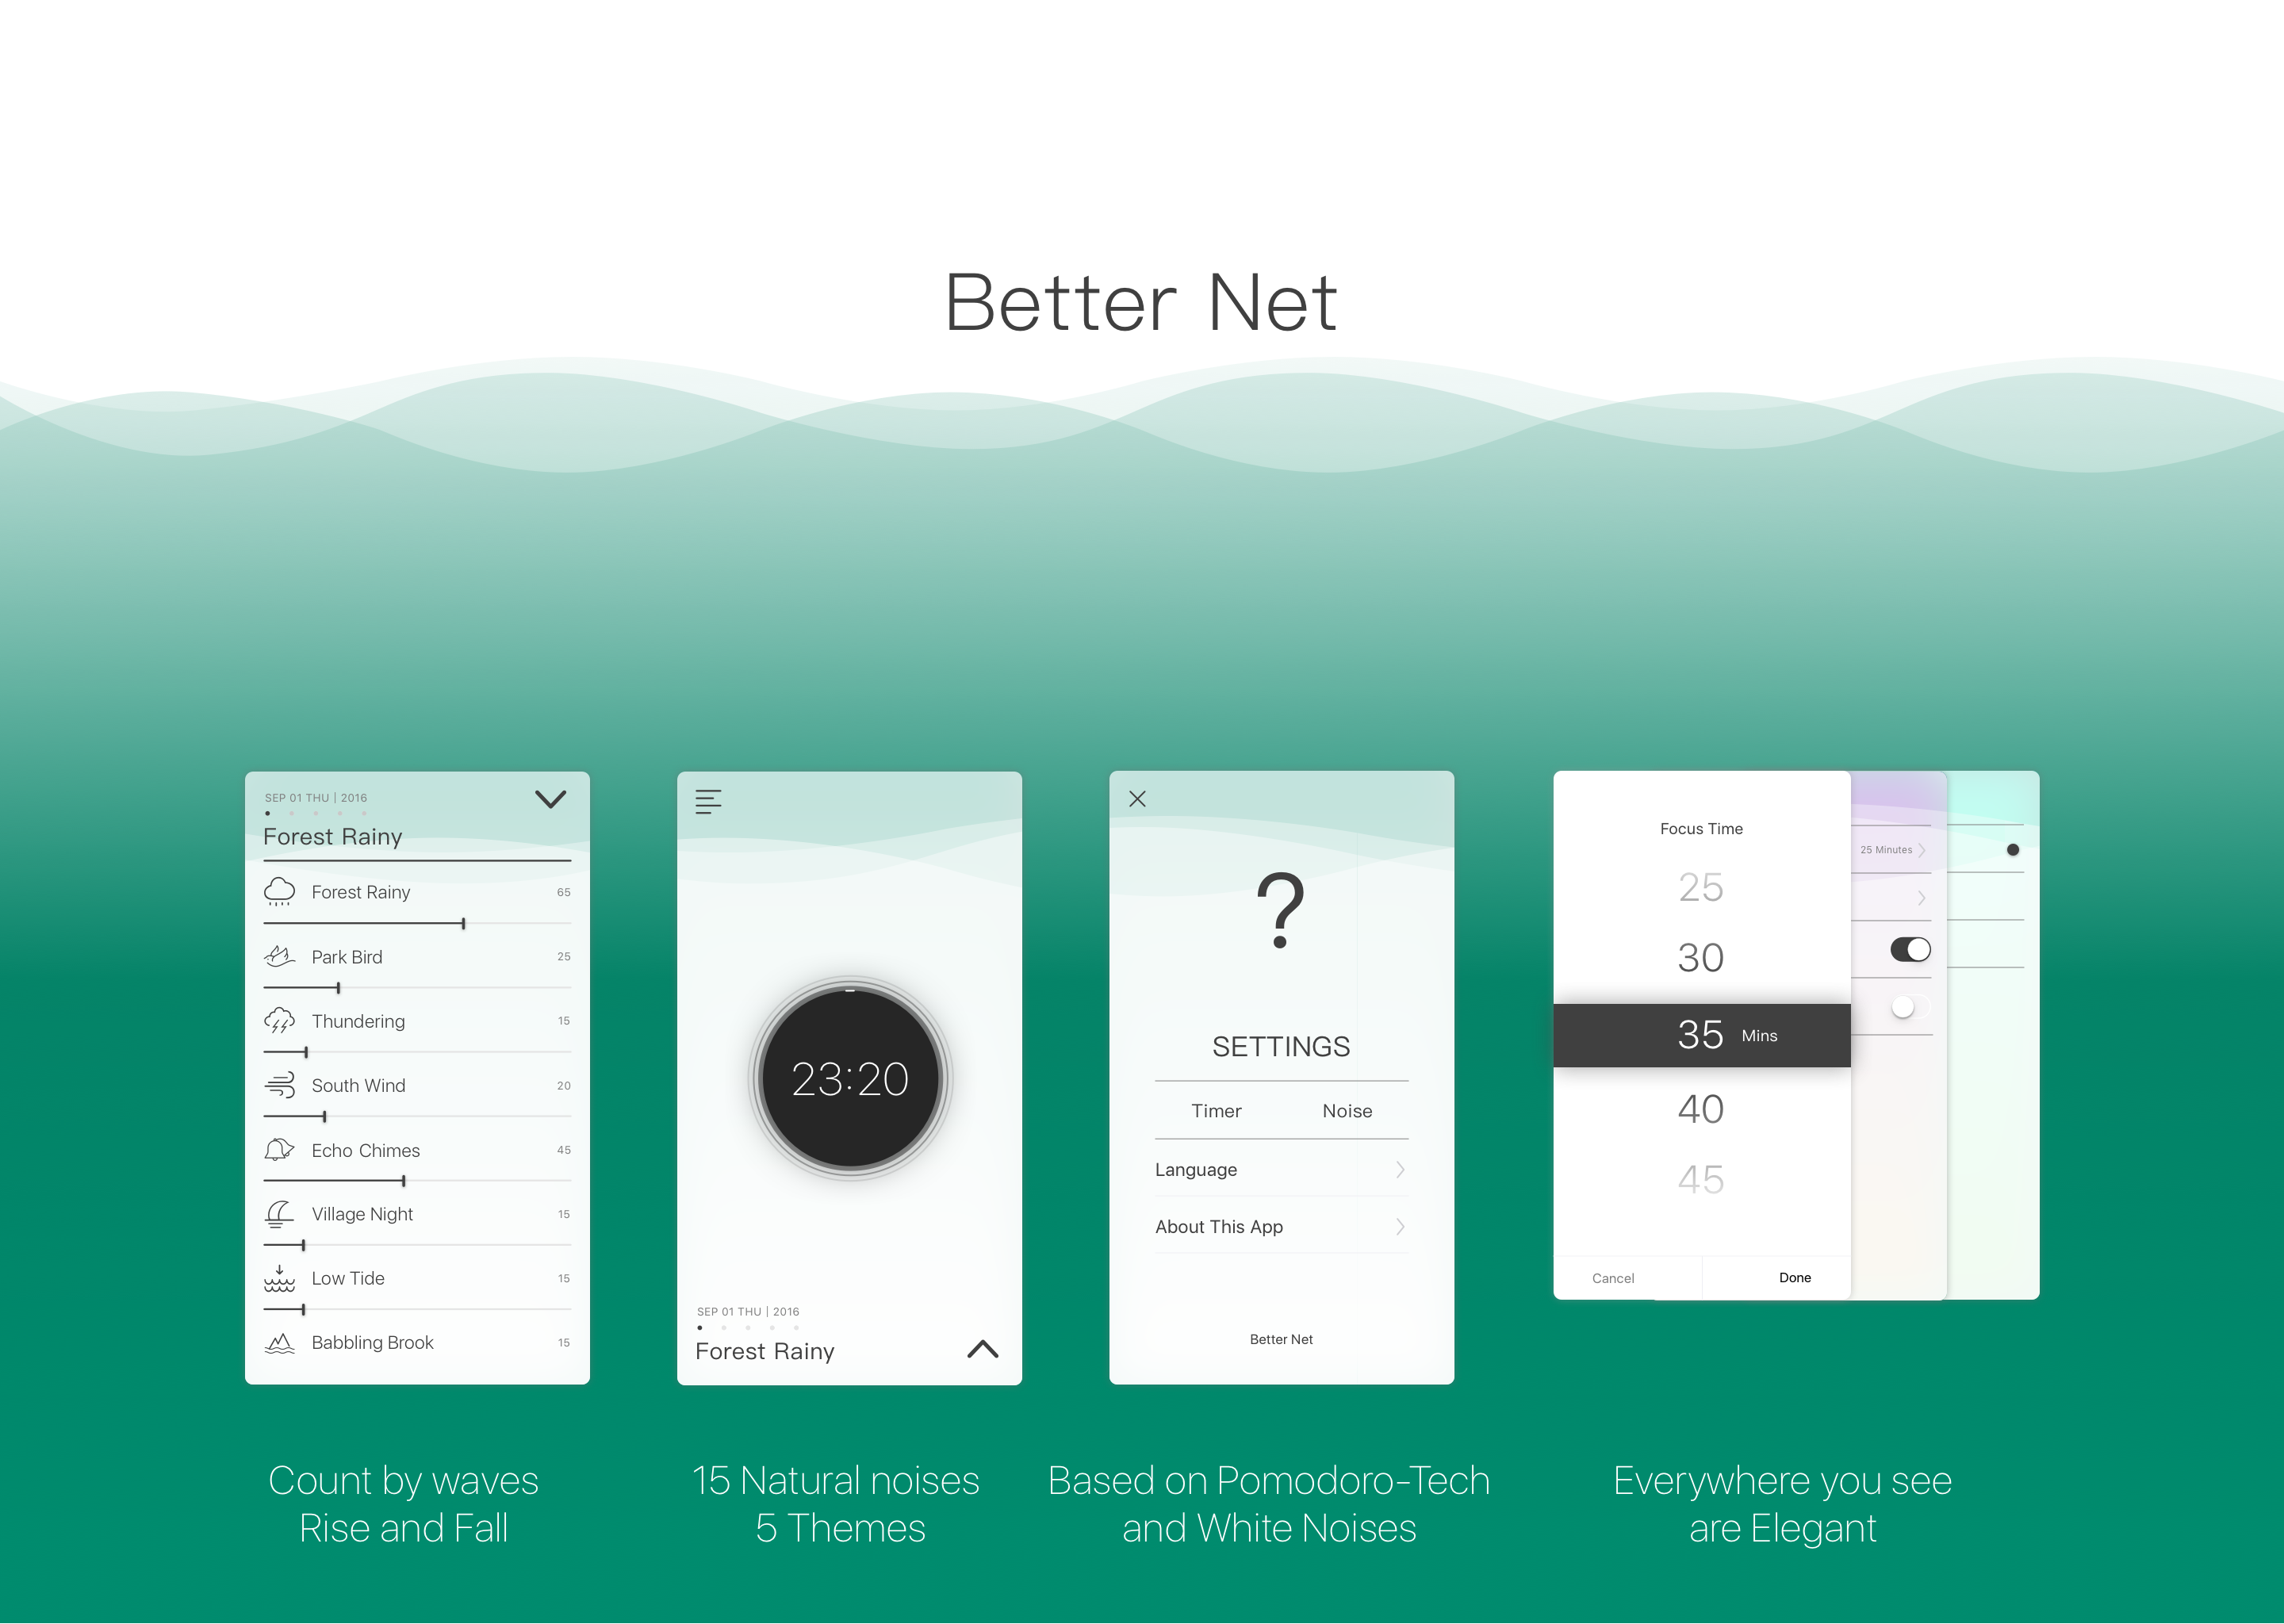 Better Net
SEP 01 THU | 2016
Forest Rainy
Forest Rainy 65
Park Bird 25
Thundering 15
South Wind 20
Echo Chimes 45
Village Night 15
Low Tide 15
Babbling Brook 15
23:20
SEP 01 THU | 2016
Forest Rainy
?
SETTINGS
Timer Noise
Language
About This App
Better Net
Focus Time
25
30
35 Mins
40
45
Cancel Done
25 Minutes
Count by waves
Rise and Fall
15 Natural noises
5 Themes
Based on Pomodoro-Tech
and White Noises
Everywhere you see
are Elegant